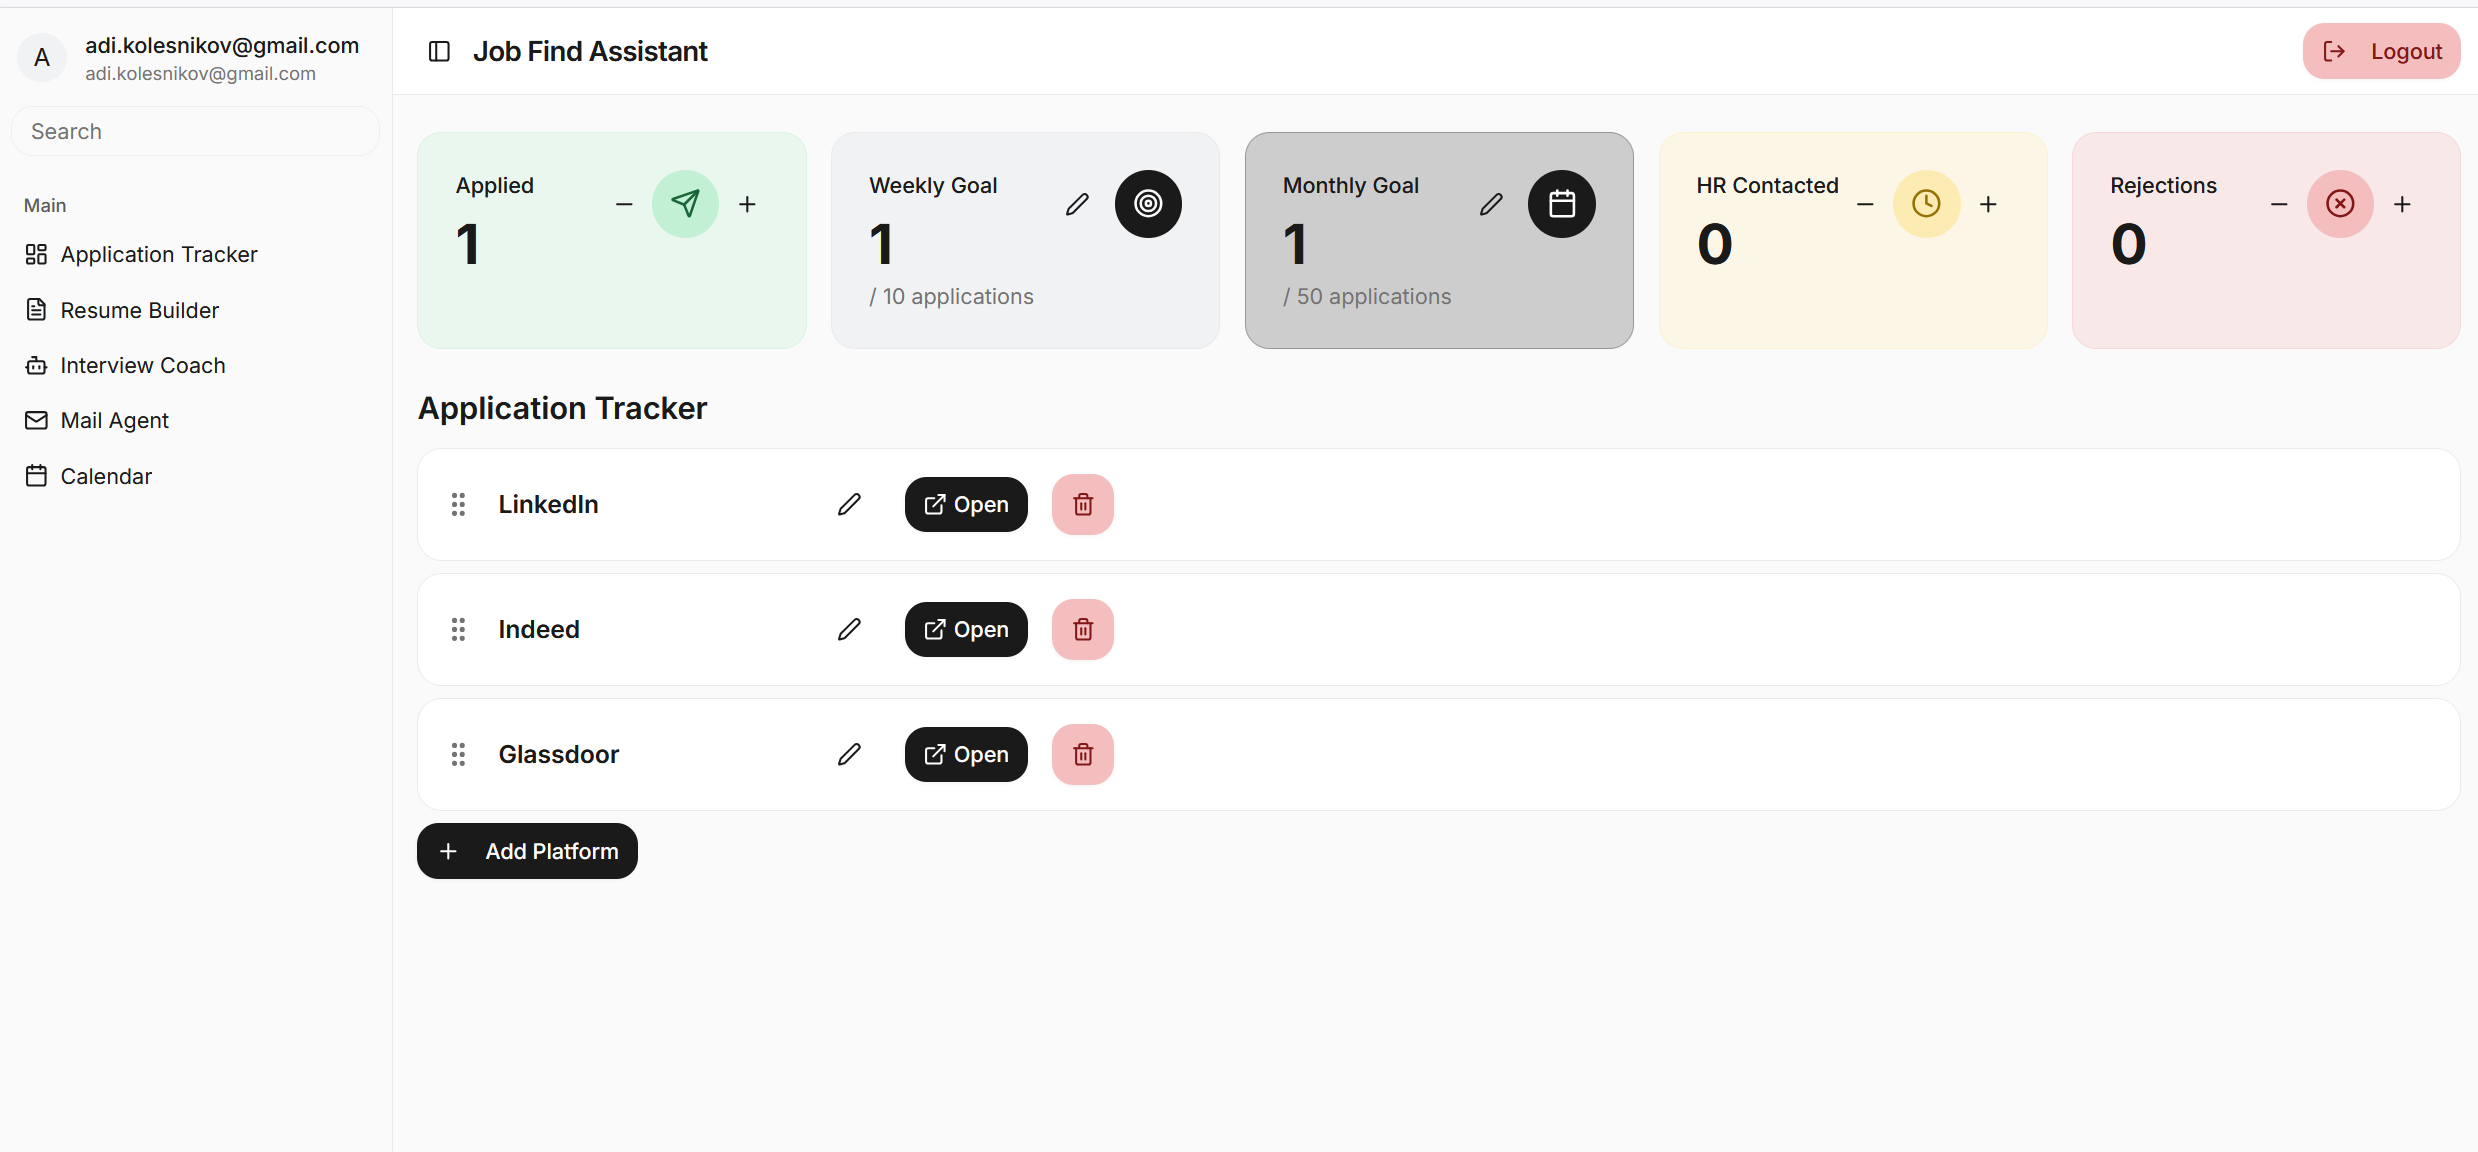 A
adi.kolesnikov@gmail.com
adi.kolesnikov@gmail.com
Search
Main
Application Tracker
Resume Builder
Interview Coach
Mail Agent
Calendar
Job Find Assistant
Logout
Applied
1
Weekly Goal
1
/ 10 applications
Monthly Goal
1
/ 50 applications
HR Contacted
0
Rejections
0
Application Tracker
LinkedIn
Open
Indeed
Open
Glassdoor
Open
Add Platform